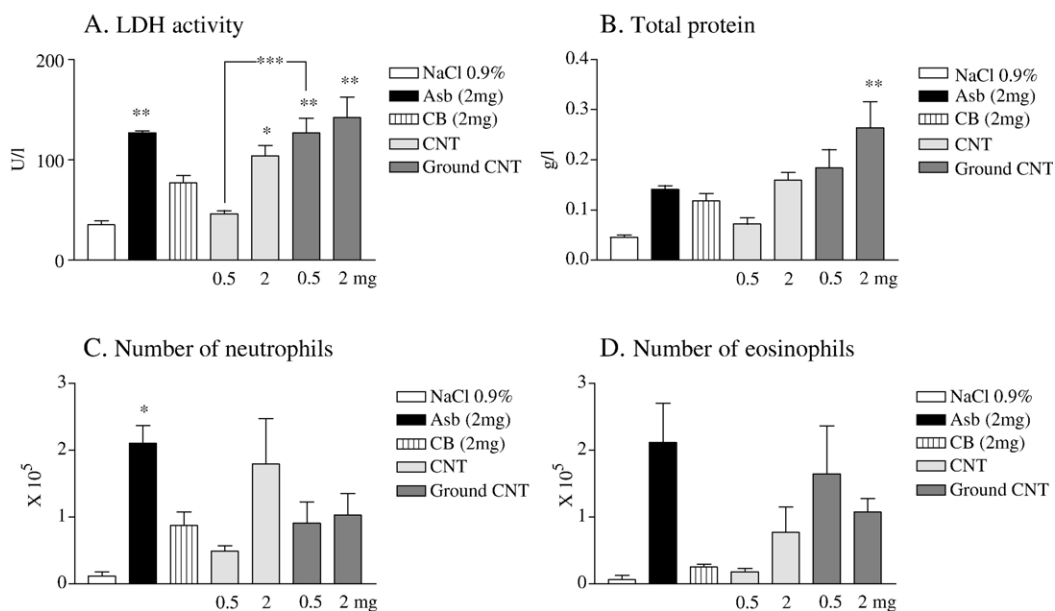 A. LDH activity
200
100
0
U/l
**
*
***
**
**
0.5
2
0.5
2 mg
NaCl 0.9%
Asb (2mg)
CB (2mg)
CNT
Ground CNT
B. Total protein
0.4
0.3
0.2
0.1
0.0
g/l
**
0.5
2
0.5
2 mg
NaCl 0.9%
Asb (2mg)
CB (2mg)
CNT
Ground CNT
C. Number of neutrophils
3
2
1
0
X 10⁵
*
0.5
2
0.5
2 mg
NaCl 0.9%
Asb (2mg)
CB (2mg)
CNT
Ground CNT
D. Number of eosinophils
3
2
1
0
X 10⁵
0.5
2
0.5
2 mg
NaCl 0.9%
Asb (2mg)
CB (2mg)
CNT
Ground CNT